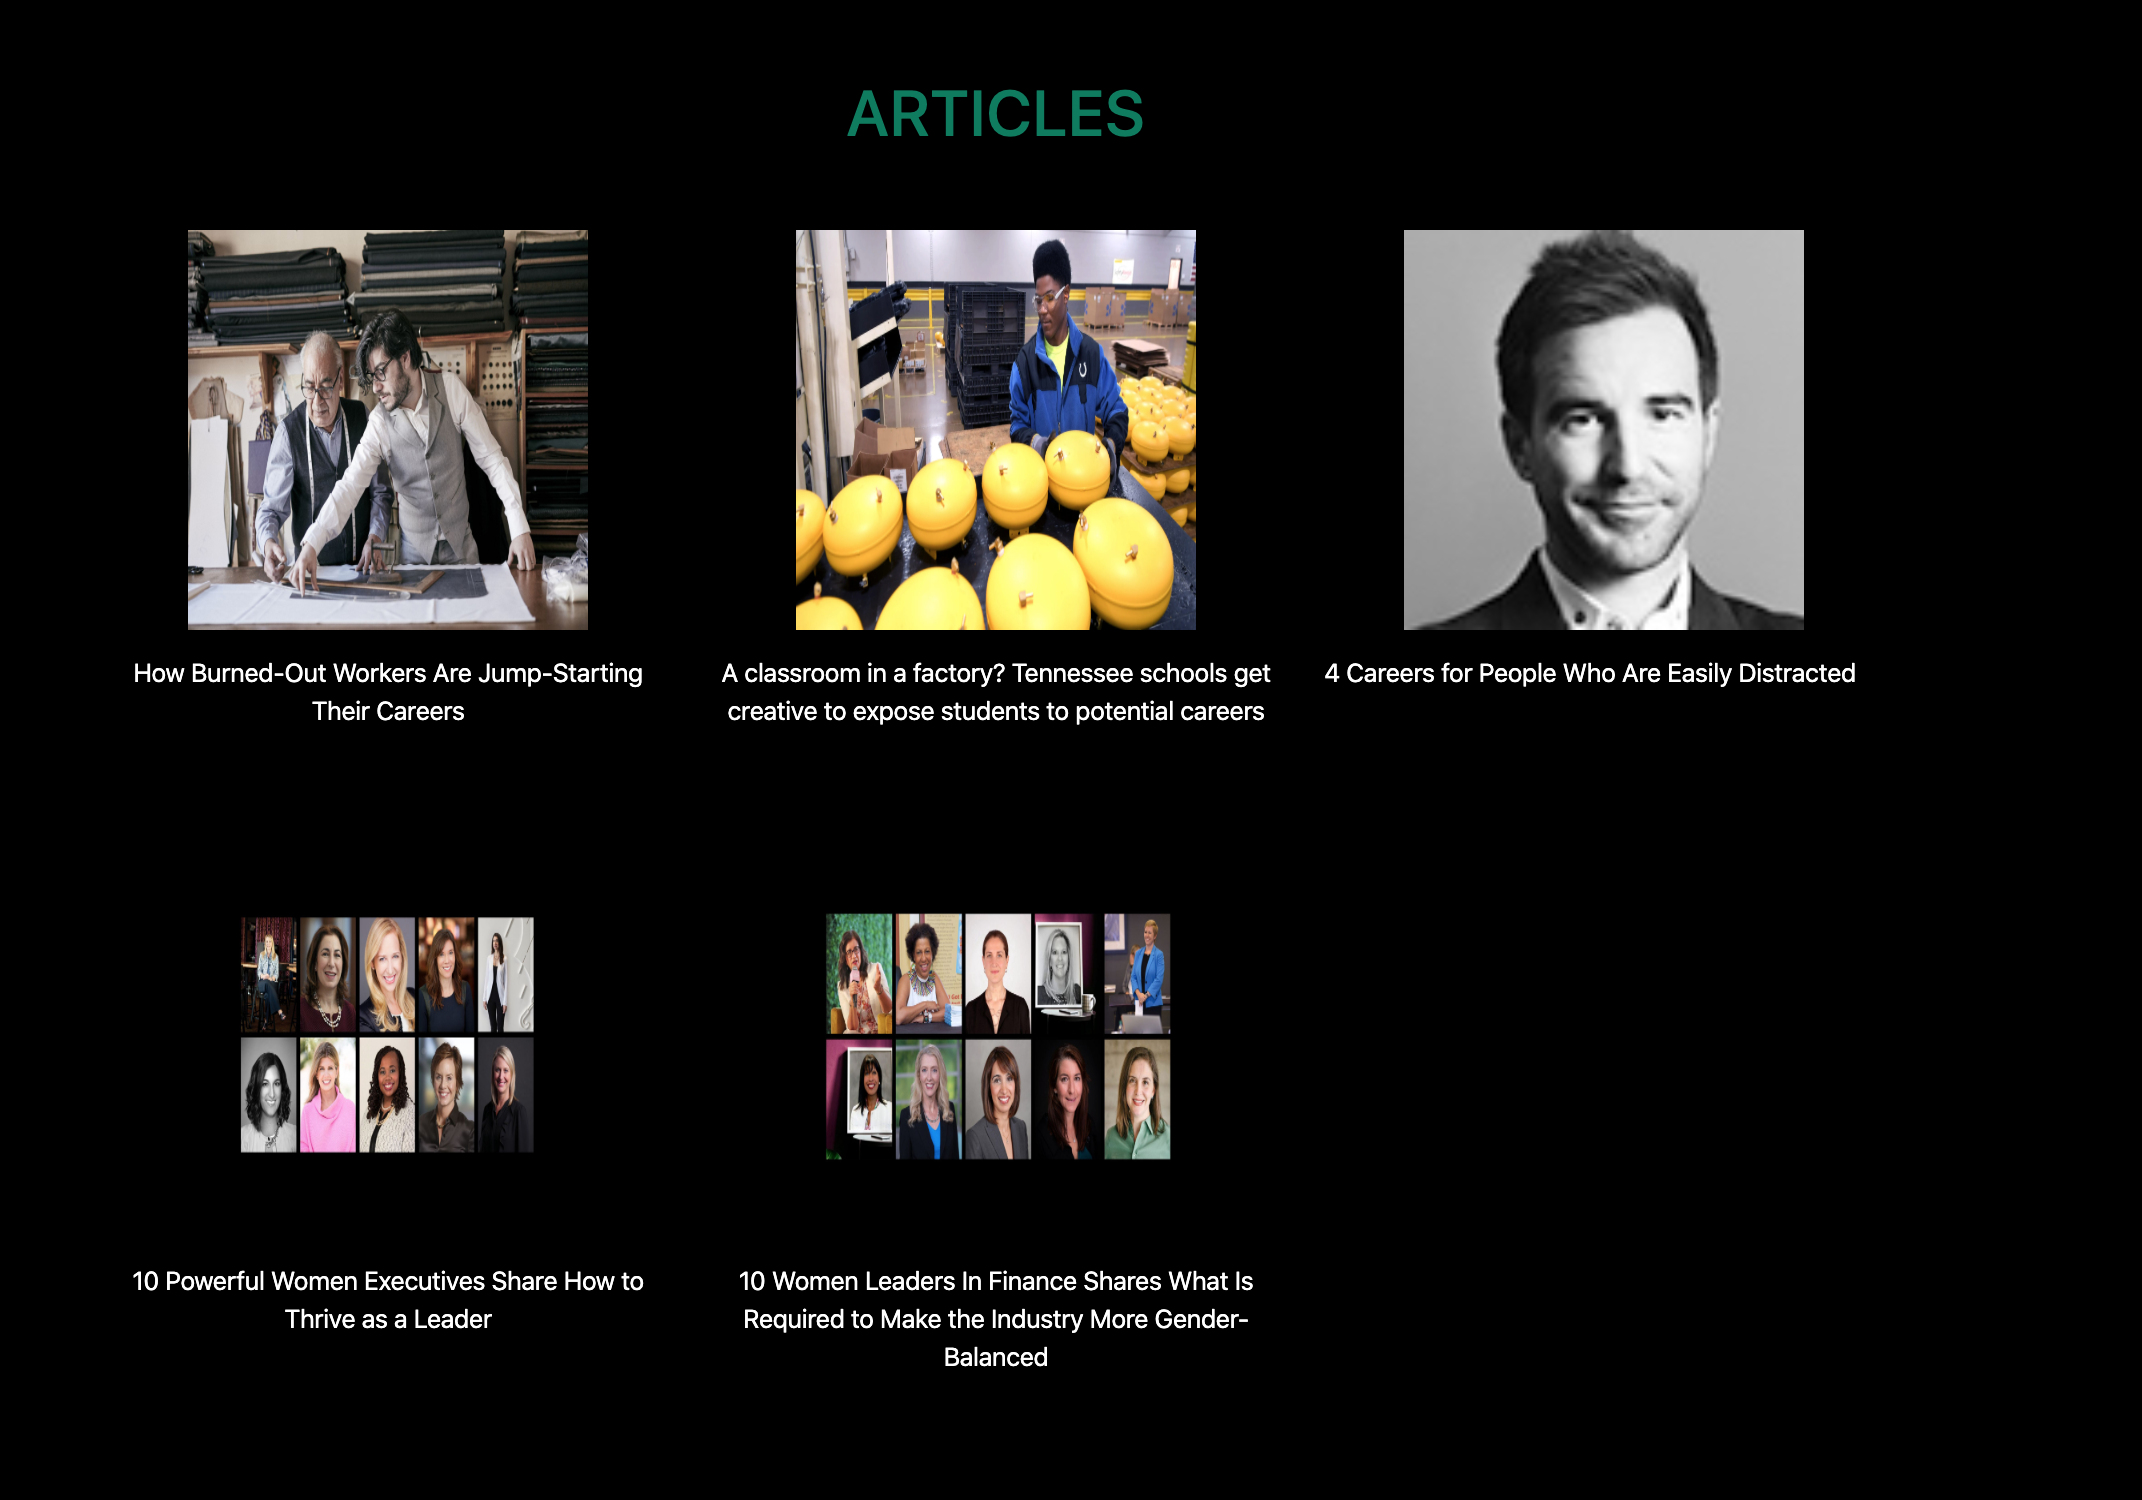 ARTICLES
How Burned-Out Workers Are Jump-Starting
Their Careers
A classroom in a factory? Tennessee schools get
creative to expose students to potential careers
4 Careers for People Who Are Easily Distracted
10 Powerful Women Executives Share How to
Thrive as a Leader
10 Women Leaders In Finance Shares What Is
Required to Make the Industry More Gender-
Balanced